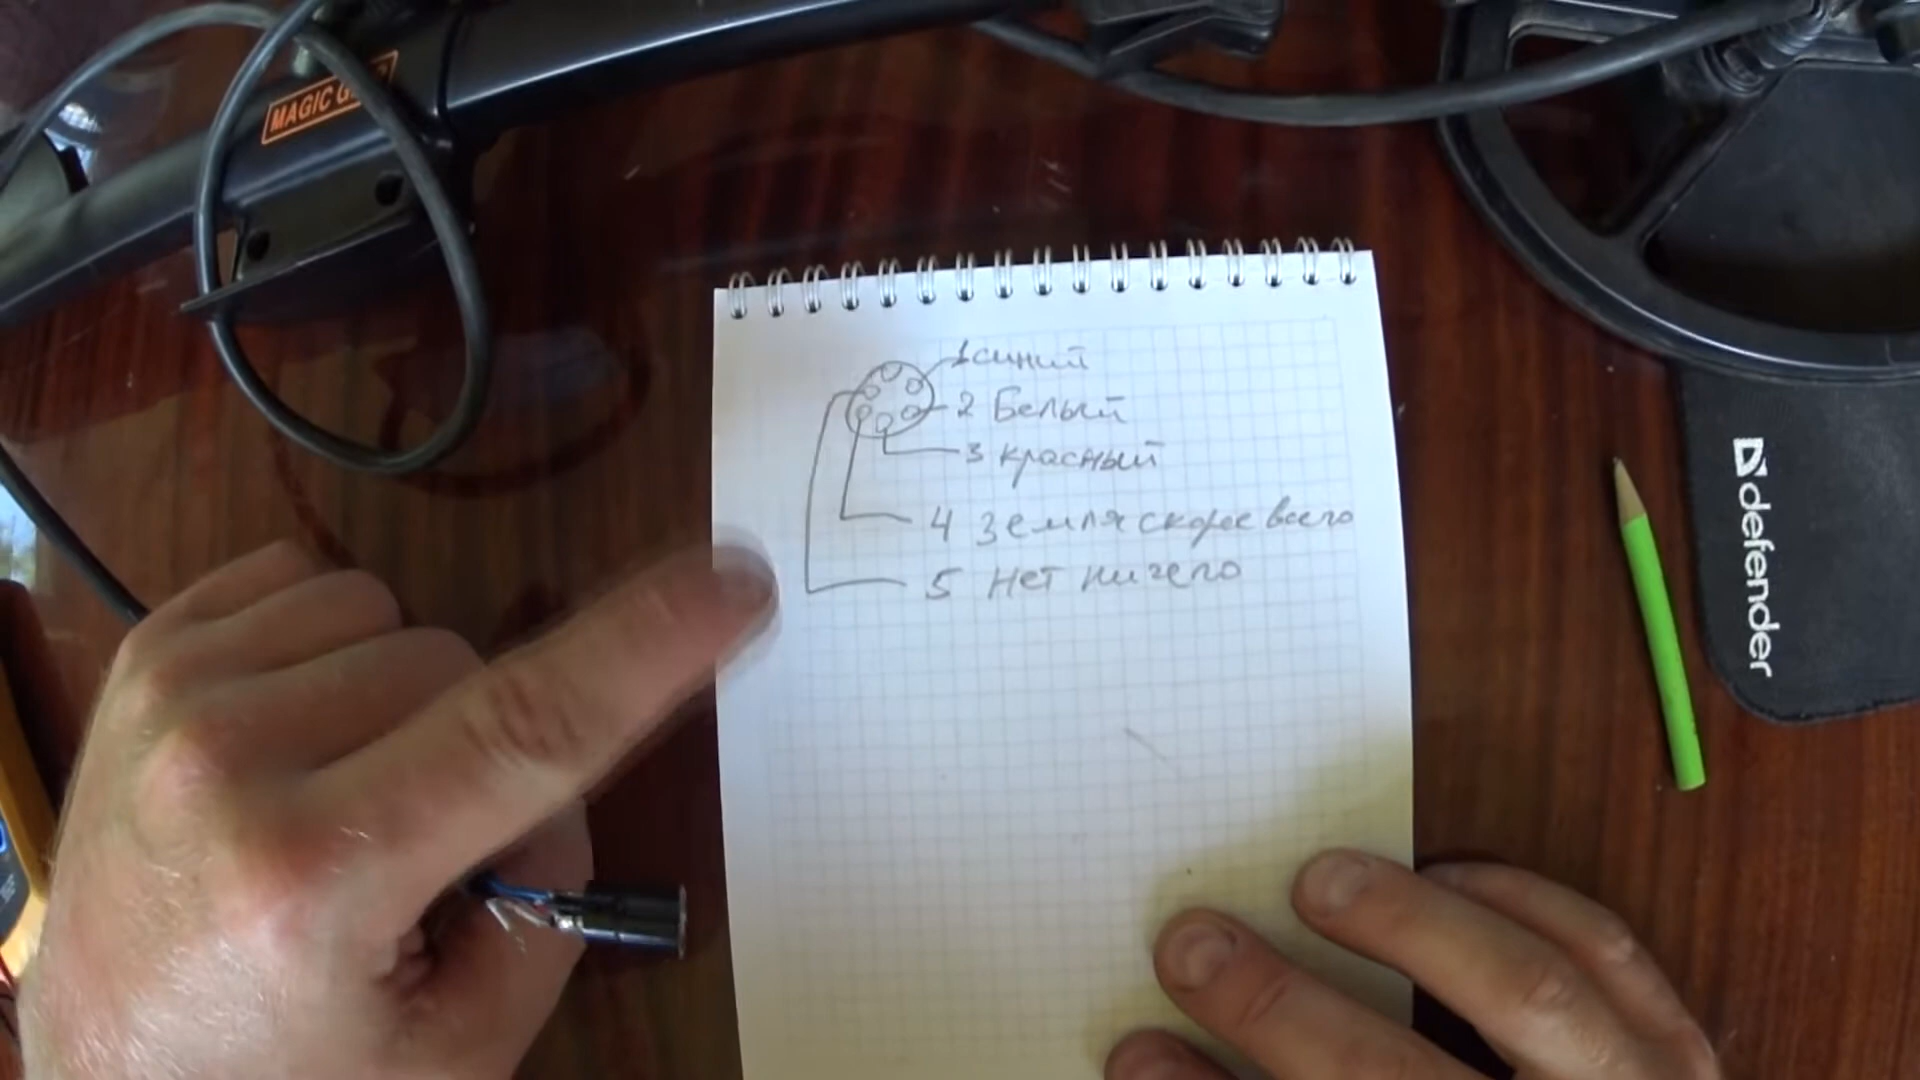 MAGIC G
1 синий
2 Белый
3 красный
4 Земля скорее всего
5 Нет ничего
defender